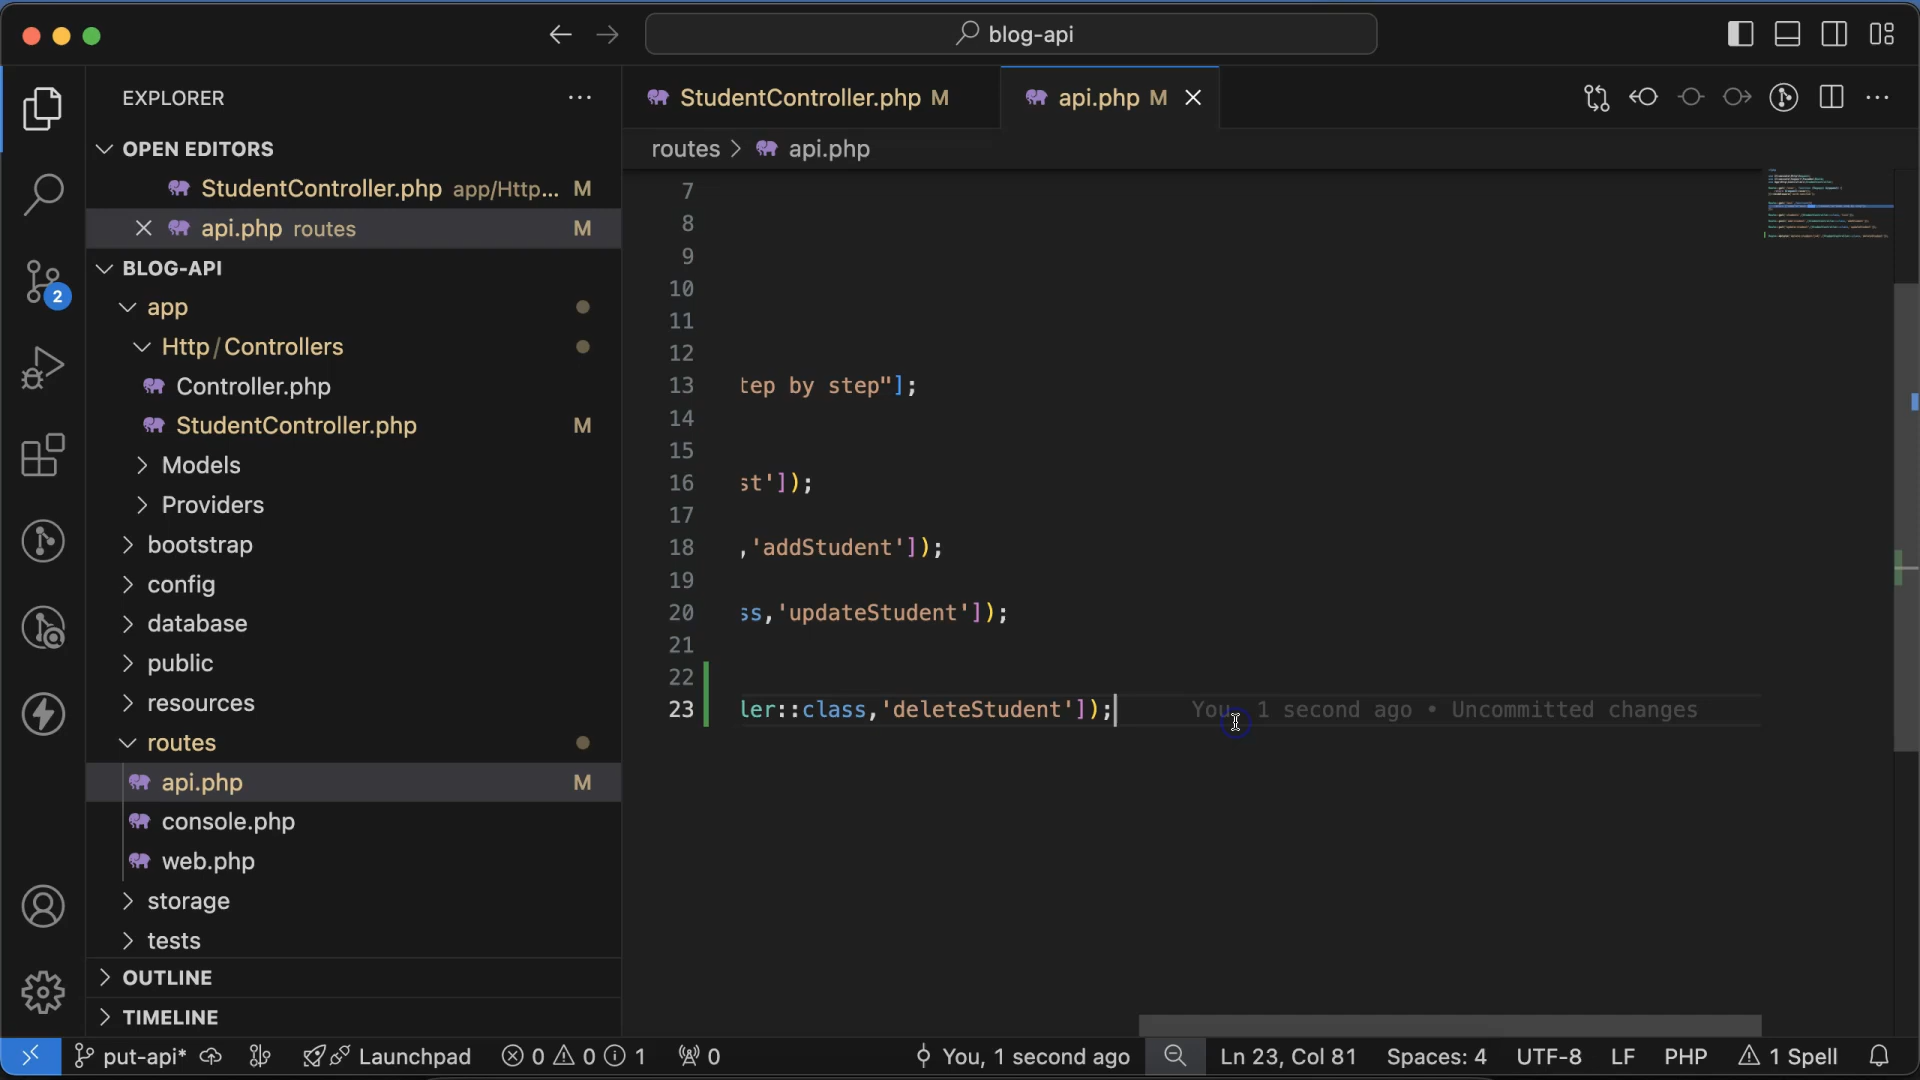 blog-api
EXPLORER
OPEN EDITORS
StudentController.php app/Http... M
api.php routes M
BLOG-API
app
Http/Controllers
Controller.php
StudentController.php M
Models
Providers
bootstrap
config
database
public
resources
routes
api.php M
console.php
web.php
storage
tests
OUTLINE
TIMELINE
StudentController.php M
api.php M
routes > api.php
7
8
9
10
11
12
13 tep by step"];
14
15
16 st']);
17
18 ,'addStudent']);
19
20 ss,'updateStudent']);
21
22
23 ler::class,'deleteStudent']); You, 1 second ago • Uncommitted changes
2
put-api* Launchpad 0 0 1 0 You, 1 second ago Ln 23, Col 81 Spaces: 4 UTF-8 LF PHP 1 Spell